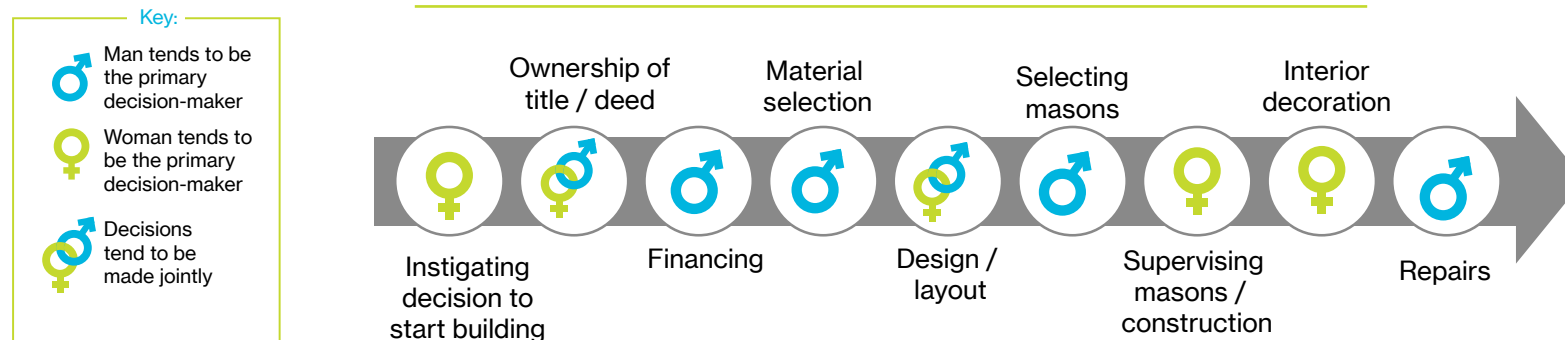 Key:
Man tends to be
the primary
decision-maker
Woman tends to
be the primary
decision-maker
Decisions
tend to be
made jointly
Instigating
decision to
start building
Ownership of
title / deed
Financing
Material
selection
Design /
layout
Selecting
masons
Supervising
masons /
construction
Interior
decoration
Repairs